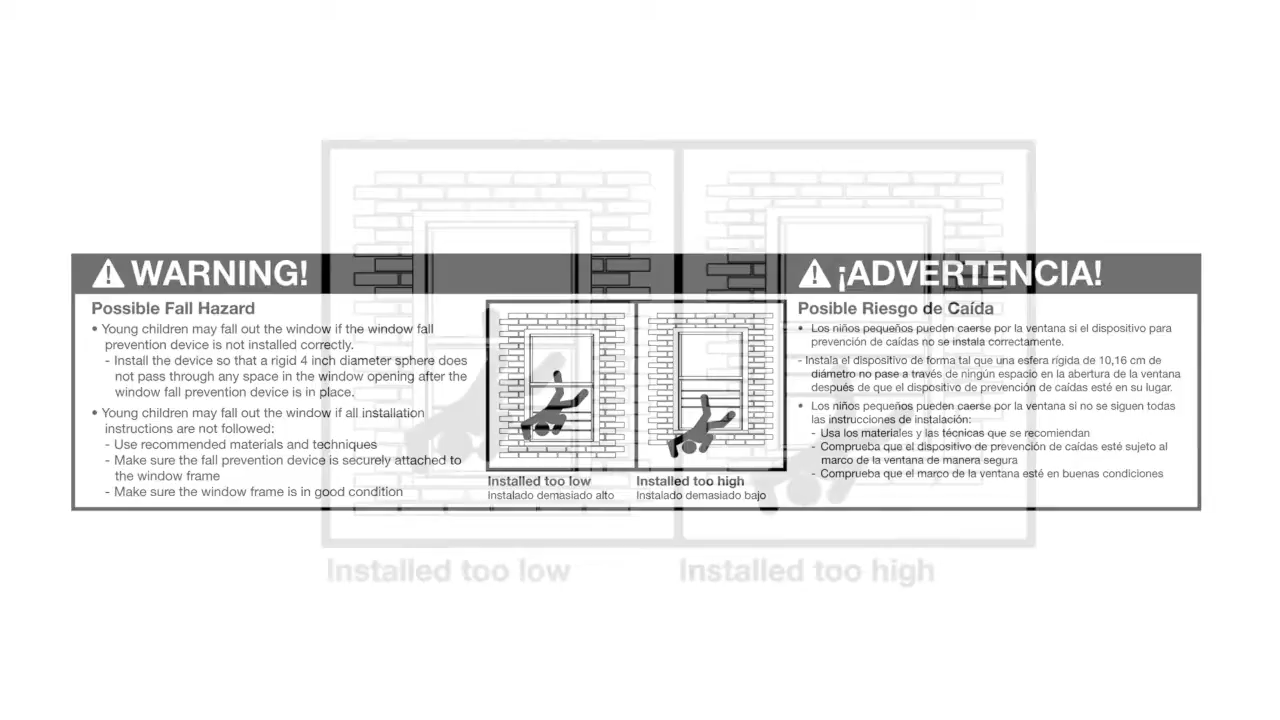 WARNING!
Possible Fall Hazard
• Young children may fall out the window if the window fall
prevention device is not installed correctly.
- Install the device so that a rigid 4 inch diameter sphere does
not pass through any space in the window opening after the
window fall prevention device is in place.
• Young children may fall out the window if all installation
instructions are not followed:
- Use recommended materials and techniques
- Make sure the fall prevention device is securely attached to
the window frame
- Make sure the window frame is in good condition
Installed too low
Instalado demasiado alto
Installed too high
Instalado demasiado bajo
¡ADVERTENCIA!
Posible Riesgo de Caída
• Los niños pequeños pueden caerse por la ventana si el dispositivo para
prevención de caídas no se instala correctamente.
- Instala el dispositivo de forma tal que una esfera rígida de 10,16 cm de
diámetro no pase a través de ningún espacio en la abertura de la ventana
después de que el dispositivo de prevención de caídas esté en su lugar.
• Los niños pequeños pueden caerse por la ventana si no se siguen todas
las instrucciones de instalación:
- Usa los materiales y las técnicas que se recomiendan
- Comprueba que el dispositivo de prevención de caídas esté sujeto al
marco de la ventana de manera segura
- Comprueba que el marco de la ventana esté en buenas condiciones
Installed too low
Installed too high